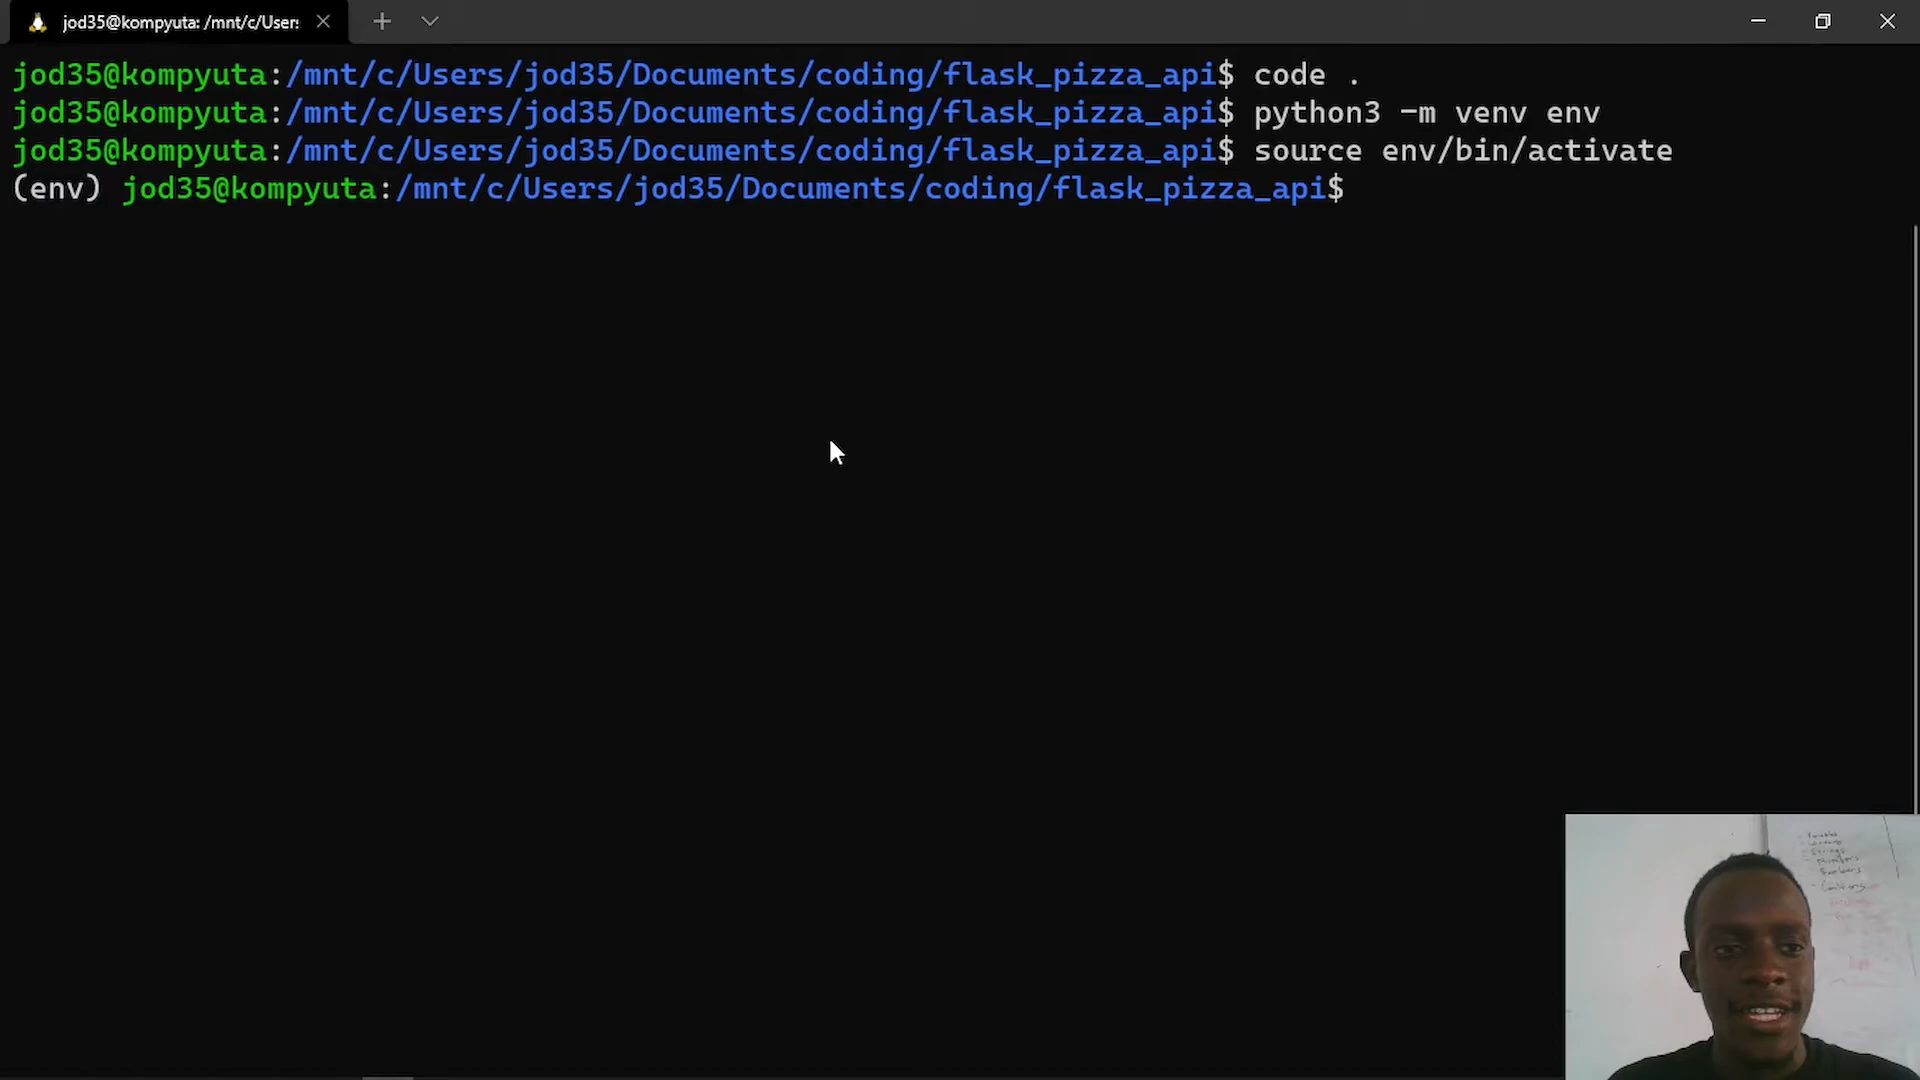 jod35@kompyuta: /mnt/c/User:
jod35@kompyuta:/mnt/c/Users/jod35/Documents/coding/flask_pizza_api$ code .
jod35@kompyuta:/mnt/c/Users/jod35/Documents/coding/flask_pizza_api$ python3 -m venv env
jod35@kompyuta:/mnt/c/Users/jod35/Documents/coding/flask_pizza_api$ source env/bin/activate
(env) jod35@kompyuta:/mnt/c/Users/jod35/Documents/coding/flask_pizza_api$
Variables
- Strings